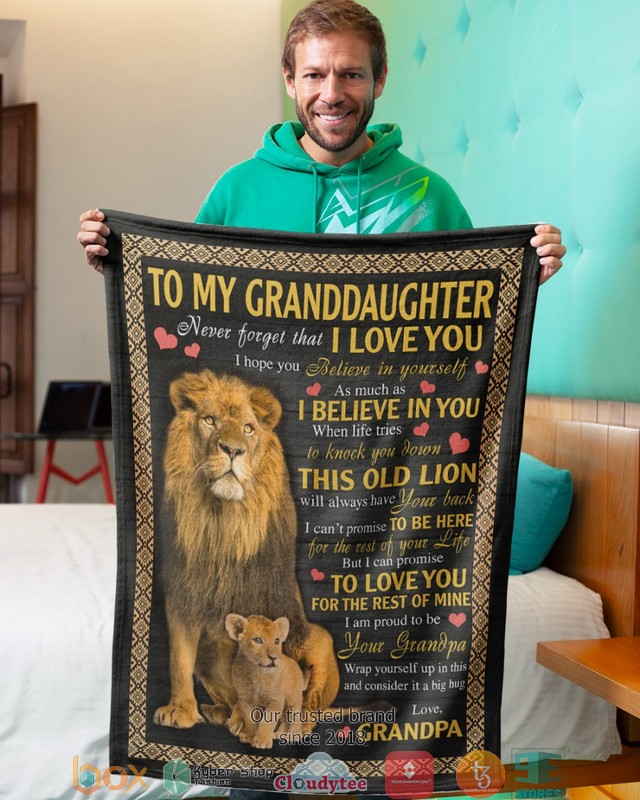 TO MY GRANDDAUGHTER
Never forget that I LOVE YOU
I hope you Believe in yourself
As much as
I BELIEVE IN YOU
When life tries
to knock you down
THIS OLD LION
will always have Your back
I can't promise TO BE HERE
for the rest of your Life
But I can promise
TO LOVE YOU
FOR THE REST OF MINE
I am proud to be
Your Grandpa
Wrap yourself up in this
and consider it a big hug
Love,
GRANDPA
Our trusted brand
since 2018
box
Kyber Shop
Fashion
Cloudytee
STORES